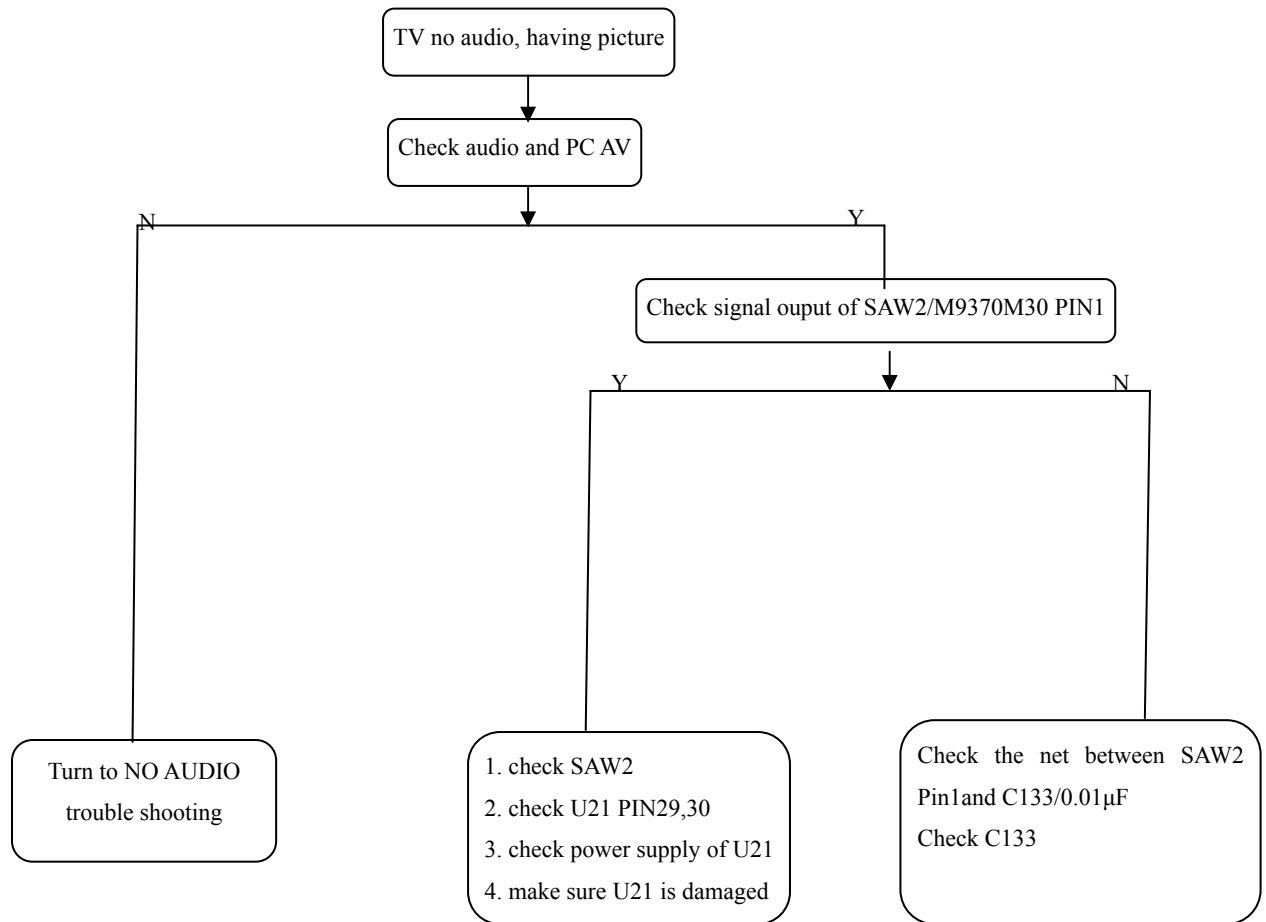 TV no audio, having picture
Check audio and PC AV
N
Y
Check signal ouput of SAW2/M9370M30 PIN1
Y
N
Turn to NO AUDIO
trouble shooting
1. check SAW2
2. check U21 PIN29,30
3. check power supply of U21
4. make sure U21 is damaged
Check the net between SAW2
Pin1and C133/0.01μF
Check C133